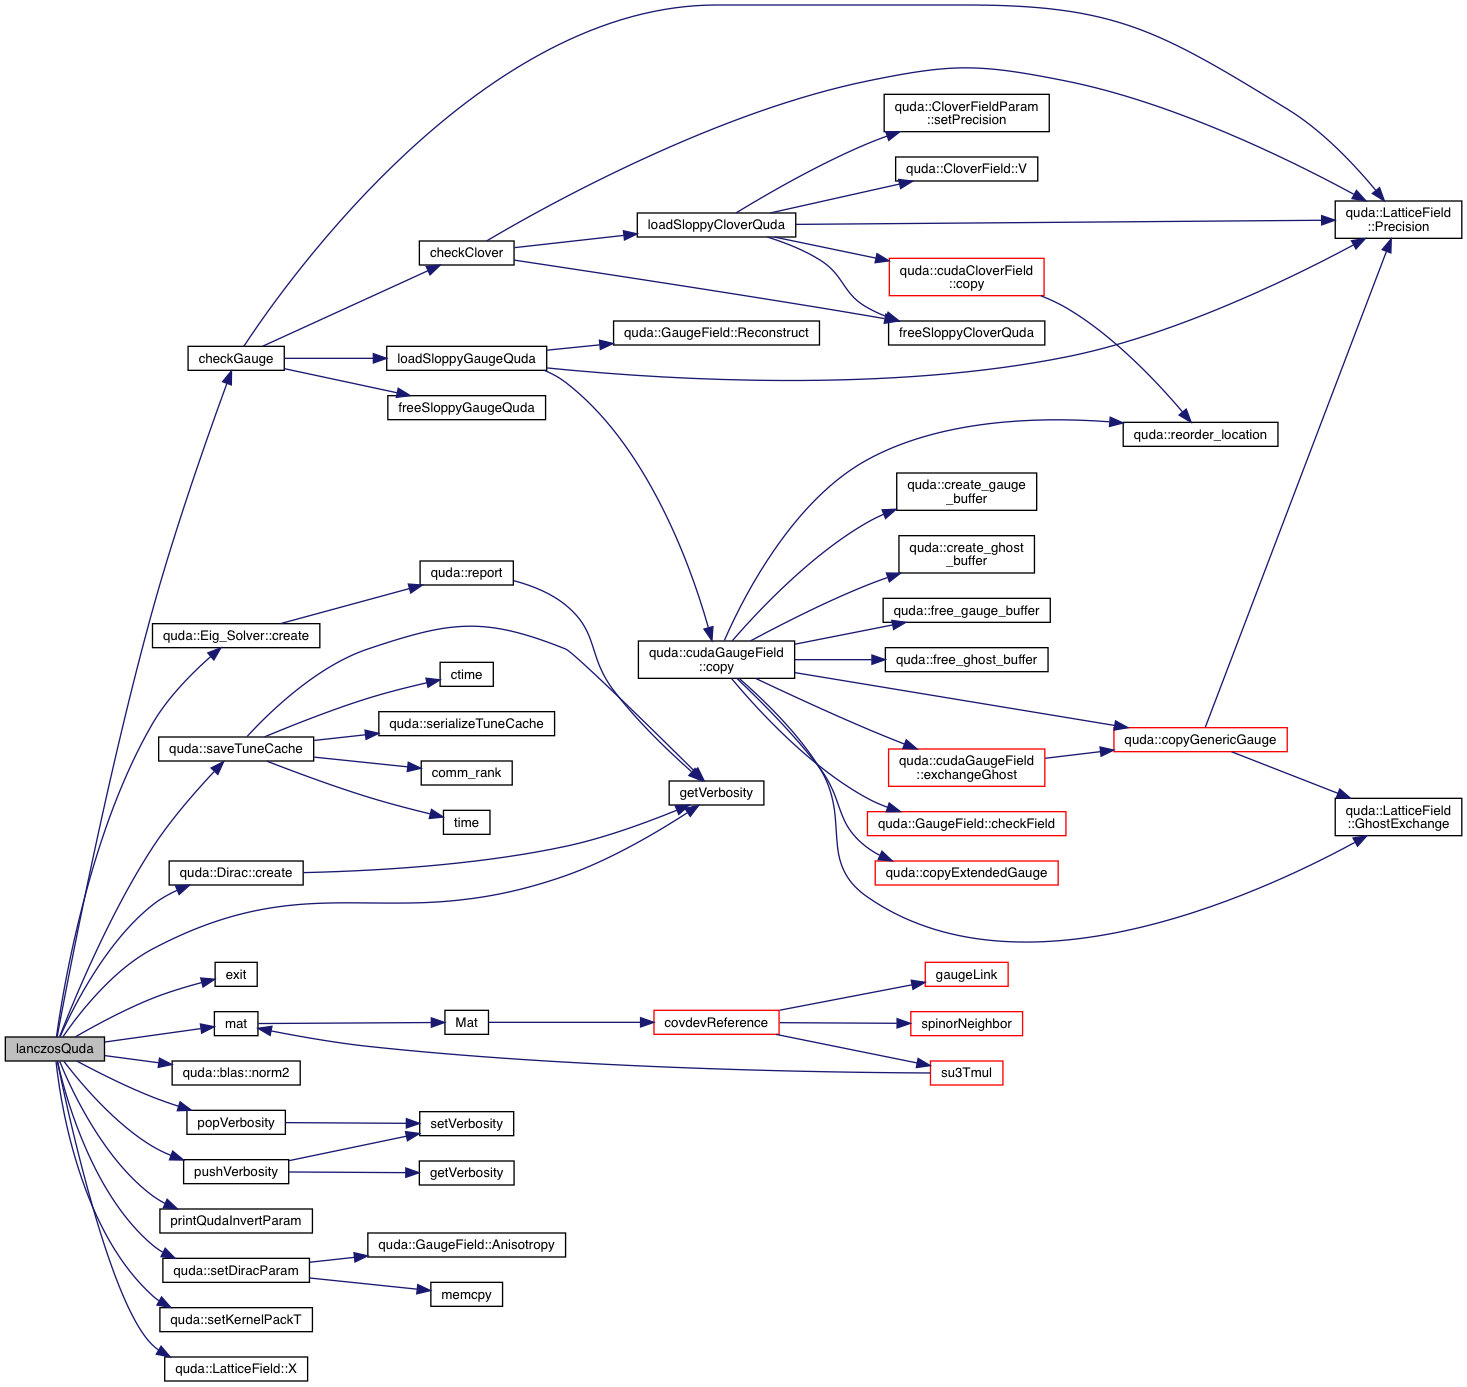 quda::CloverFieldParam
::setPrecision
quda::CloverField::V
quda::LatticeField
::Precision
loadSloppyCloverQuda
checkClover
quda::cudaCloverField
::copy
freeSloppyCloverQuda
quda::GaugeField::Reconstruct
checkGauge
loadSloppyGaugeQuda
freeSloppyGaugeQuda
quda::reorder_location
quda::create_gauge
_buffer
quda::create_ghost
_buffer
quda::report
quda::free_gauge_buffer
quda::Eig_Solver::create
quda::cudaGaugeField
::copy
quda::free_ghost_buffer
ctime
quda::serializeTuneCache
quda::copyGenericGauge
quda::saveTuneCache
quda::cudaGaugeField
::exchangeGhost
comm_rank
getVerbosity
time
quda::GaugeField::checkField
quda::LatticeField
::GhostExchange
quda::Dirac::create
quda::copyExtendedGauge
exit
gaugeLink
mat
Mat
covdevReference
spinorNeighbor
lanczosQuda
quda::blas::norm2
su3Tmul
popVerbosity
setVerbosity
pushVerbosity
getVerbosity
printQudaInvertParam
quda::GaugeField::Anisotropy
quda::setDiracParam
memcpy
quda::setKernelPackT
quda::LatticeField::X